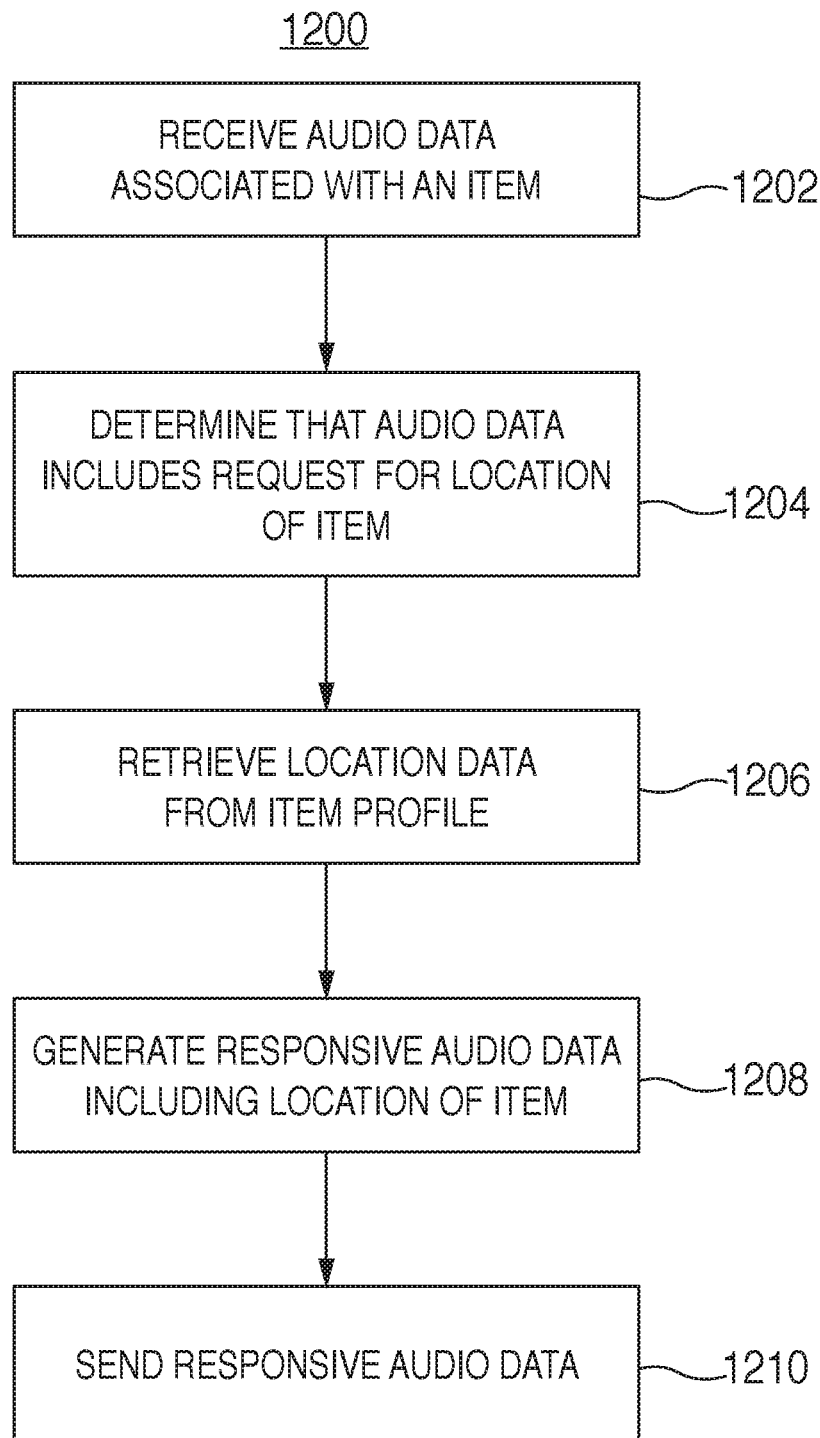 1200
RECEIVE AUDIO DATA
ASSOCIATED WITH AN ITEM
1202
DETERMINE THAT AUDIO DATA
INCLUDES REQUEST FOR LOCATION
OF ITEM
1204
RETRIEVE LOCATION DATA
FROM ITEM PROFILE
1206
GENERATE RESPONSIVE AUDIO DATA
INCLUDING LOCATION OF ITEM
1208
SEND RESPONSIVE AUDIO DATA
1210